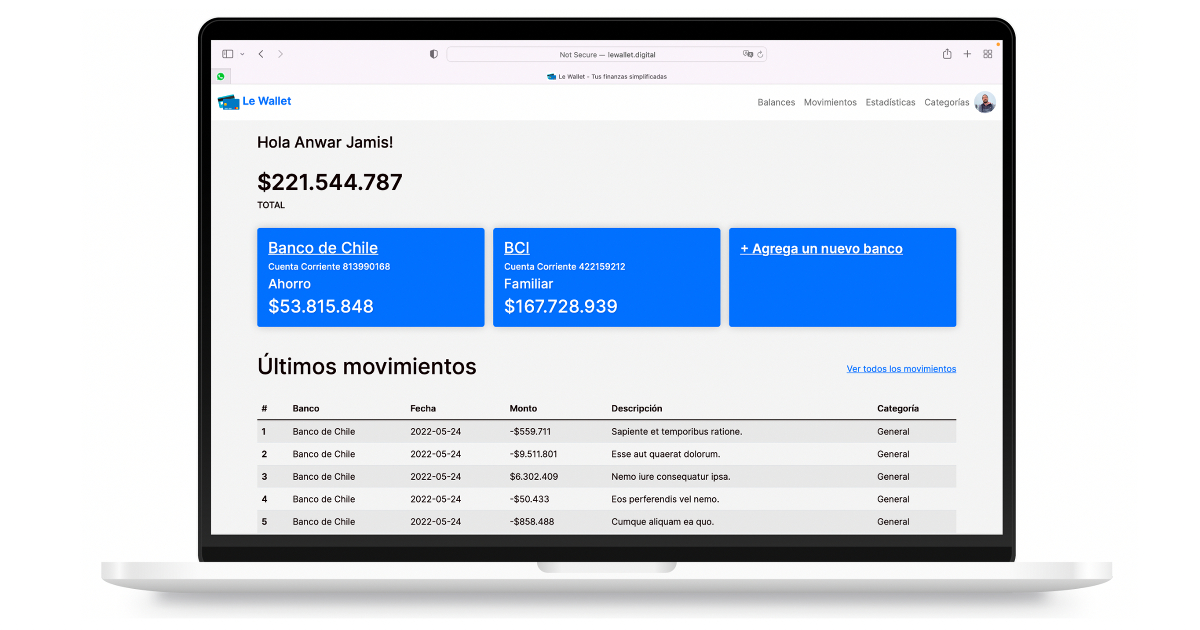 Not Secure — lewallet.digital
Le Wallet - Tus finanzas simplificadas
Le Wallet
Balances Movimientos Estadísticas Categorías
Hola Anwar Jamis!
$221.544.787
TOTAL
Banco de Chile
Cuenta Corriente 813990168
Ahorro
$53.815.848
BCI
Cuenta Corriente 422159212
Familiar
$167.728.939
+ Agrega un nuevo banco
Últimos movimientos
Ver todos los movimientos
# Banco Fecha Monto Descripción Categoría
1 Banco de Chile 2022-05-24 -$559.711 Sapiente et temporibus ratione. General
2 Banco de Chile 2022-05-24 -$9.511.801 Esse aut quaerat dolorum. General
3 Banco de Chile 2022-05-24 $6.302.409 Nemo iure consequatur ipsa. General
4 Banco de Chile 2022-05-24 -$50.433 Eos perferendis vel nemo. General
5 Banco de Chile 2022-05-24 -$858.488 Cumque aliquam ea quo. General